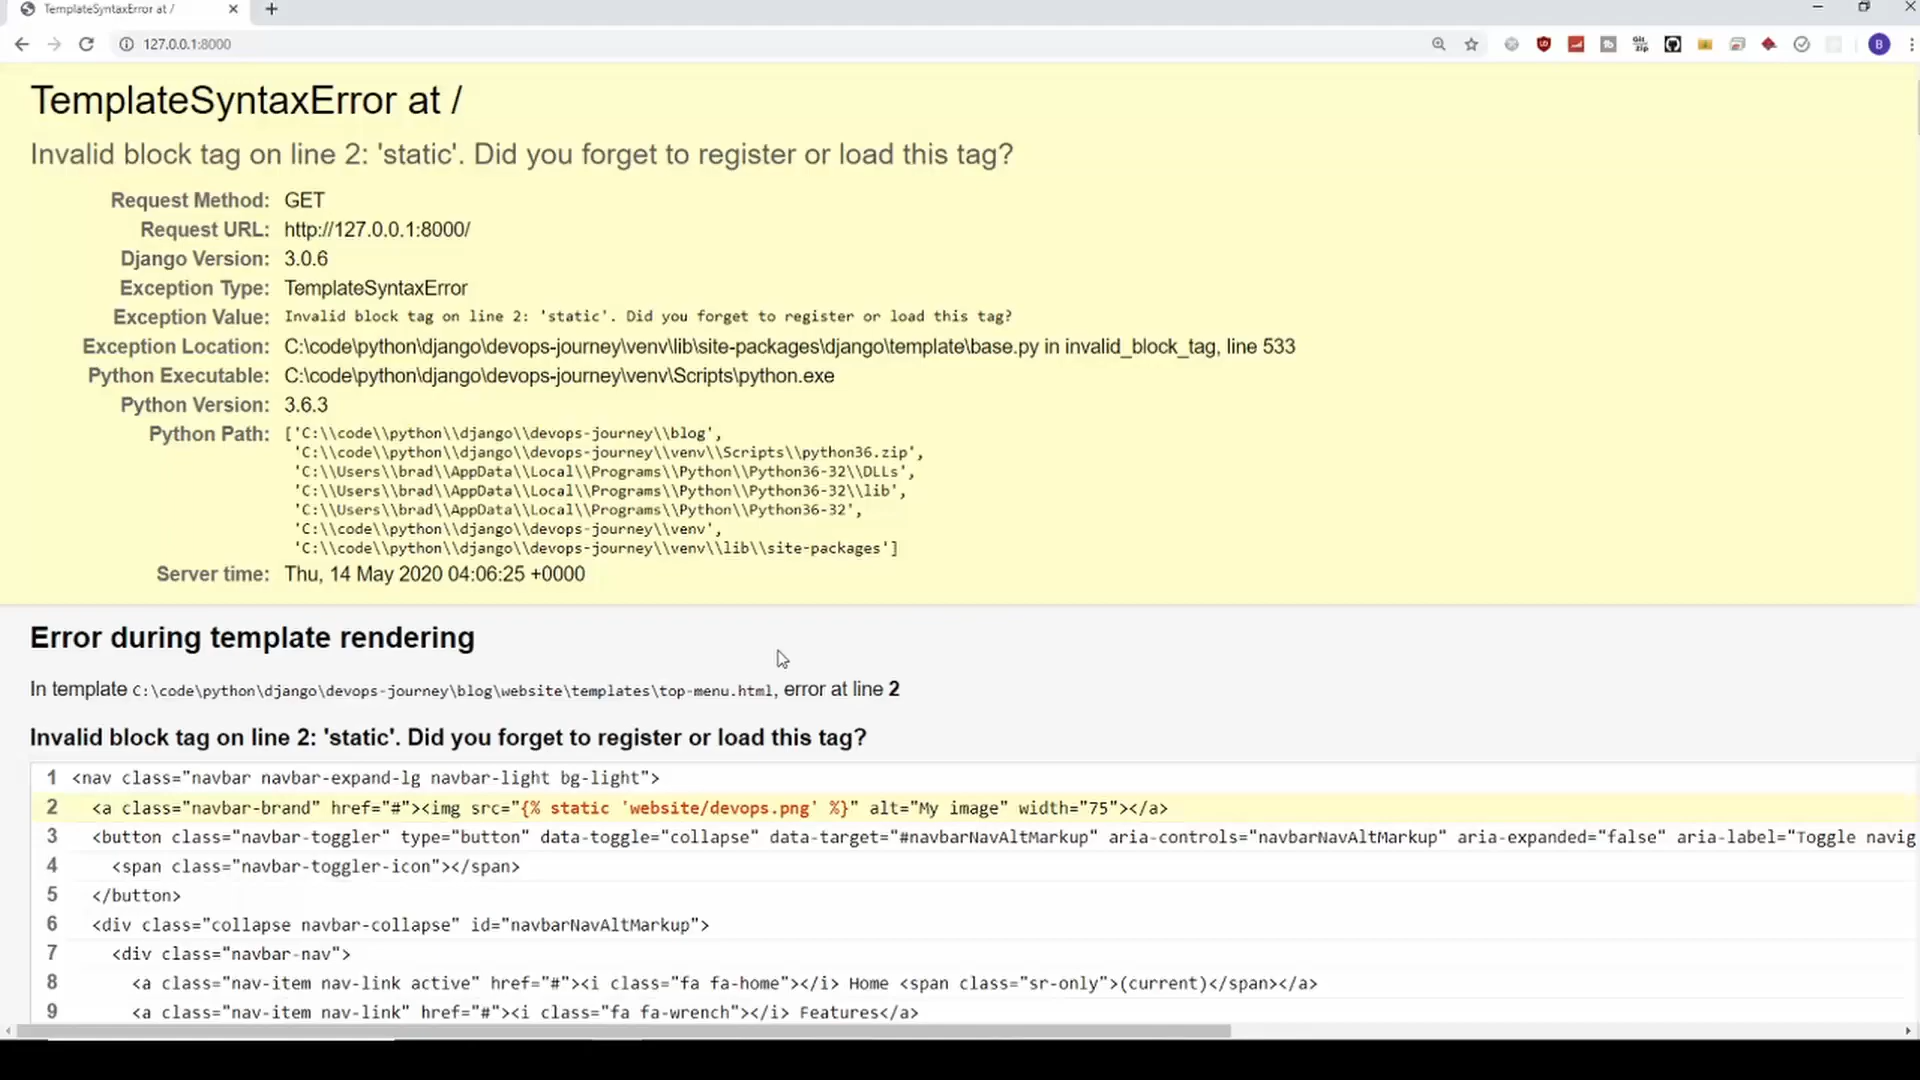 TemplateSyntaxError at /
127.0.0.1:8000
B
TemplateSyntaxError at /
Invalid block tag on line 2: 'static'. Did you forget to register or load this tag?
Request Method: GET
Request URL: http://127.0.0.1:8000/
Django Version: 3.0.6
Exception Type: TemplateSyntaxError
Exception Value: Invalid block tag on line 2: 'static'. Did you forget to register or load this tag?
Exception Location: C:\code\python\django\devops-journey\venv\lib\site-packages\django\template\base.py in invalid_block_tag, line 533
Python Executable: C:\code\python\django\devops-journey\venv\Scripts\python.exe
Python Version: 3.6.3
Python Path: ['C:\\code\\python\\django\\devops-journey\\blog',
'C:\\code\\python\\django\\devops-journey\\venv\\Scripts\\python36.zip',
'C:\\Users\\brad\\AppData\\Local\\Programs\\Python\\Python36-32\\DLLs',
'C:\\Users\\brad\\AppData\\Local\\Programs\\Python\\Python36-32\\lib',
'C:\\Users\\brad\\AppData\\Local\\Programs\\Python\\Python36-32',
'C:\\code\\python\\django\\devops-journey\\venv',
'C:\\code\\python\\django\\devops-journey\\venv\\lib\\site-packages']
Server time: Thu, 14 May 2020 04:06:25 +0000
Error during template rendering
In template C:\code\python\django\devops-journey\blog\website\templates\top-menu.html, error at line 2
Invalid block tag on line 2: 'static'. Did you forget to register or load this tag?
1 <nav class="navbar navbar-expand-lg navbar-light bg-light">
2 <a class="navbar-brand" href="#"><img src="{% static 'website/devops.png' %}" alt="My image" width="75"></a>
3 <button class="navbar-toggler" type="button" data-toggle="collapse" data-target="#navbarNavAltMarkup" aria-controls="navbarNavAltMarkup" aria-expanded="false" aria-label="Toggle navig
4 <span class="navbar-toggler-icon"></span>
5 </button>
6 <div class="collapse navbar-collapse" id="navbarNavAltMarkup">
7 <div class="navbar-nav">
8 <a class="nav-item nav-link active" href="#"><i class="fa fa-home"></i> Home <span class="sr-only">(current)</span></a>
9 <a class="nav-item nav-link" href="#"><i class="fa fa-wrench"></i> Features</a>